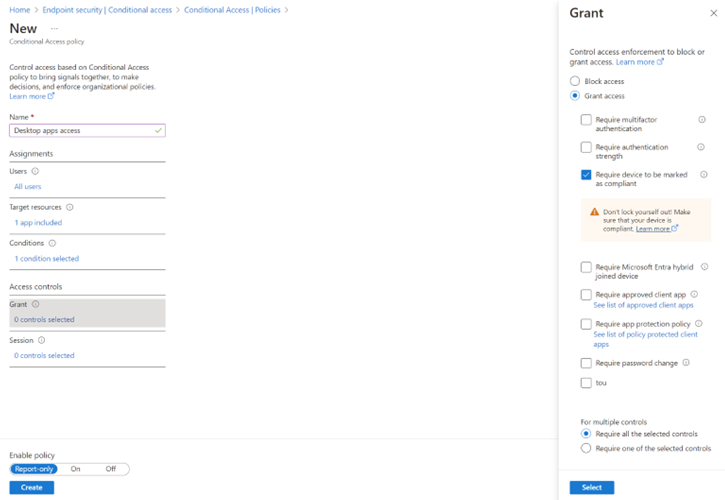 Home > Endpoint security | Conditional access > Conditional Access | Policies >
New ...
Conditional Access policy
Control access based on Conditional Access
policy to bring signals together, to make
decisions, and enforce organizational policies.
Learn more
Name *
Desktop apps access
Assignments
Users
All users
Target resources
1 app included
Conditions
1 condition selected
Access controls
Grant
0 controls selected
Session
0 controls selected
Enable policy
Report-only On Off
Create
Grant
Control access enforcement to block or
grant access. Learn more
Block access
Grant access
Require multifactor
authentication
Require authentication
strength
Require device to be marked
as compliant
Don't lock yourself out! Make
sure that your device is
compliant. Learn more
Require Microsoft Entra hybrid
joined device
Require approved client app
See list of approved client apps
Require app protection policy
See list of policy protected client
apps
Require password change
tou
For multiple controls
Require all the selected controls
Require one of the selected controls
Select